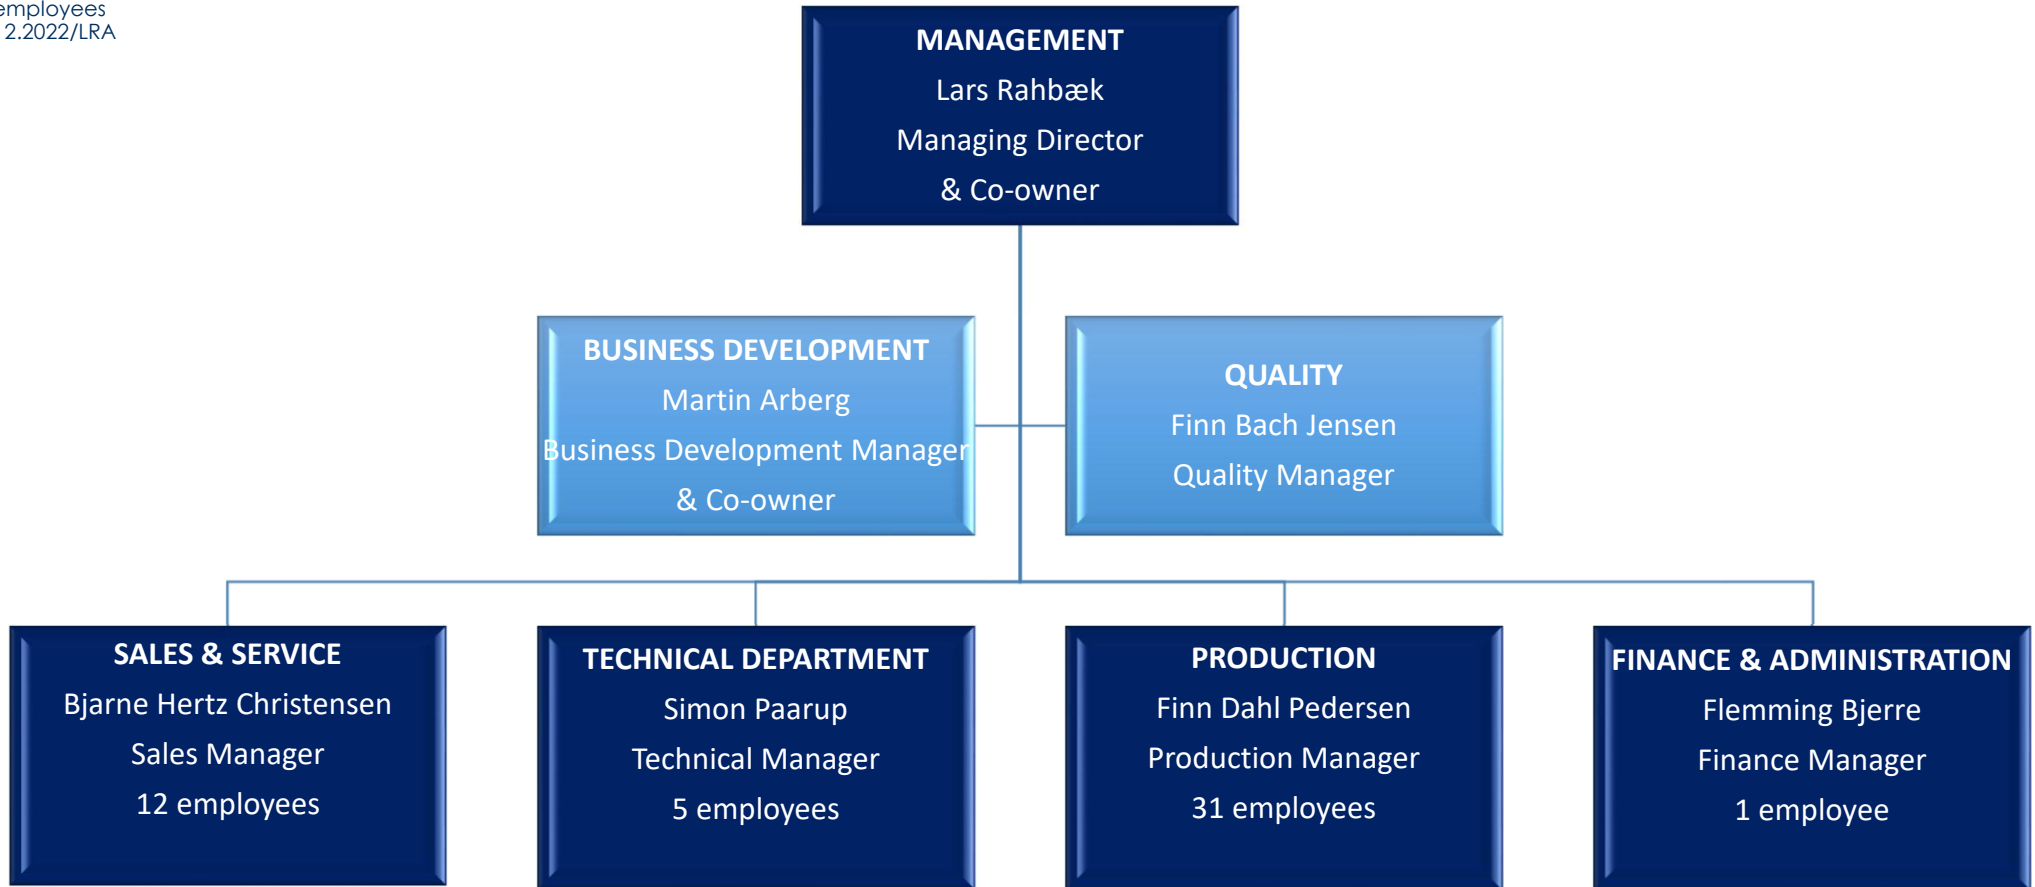 employees
2.2022/LRA
MANAGEMENT
Lars Rahbæk
Managing Director
& Co-owner
BUSINESS DEVELOPMENT
Martin Arberg
Business Development Manager
& Co-owner
QUALITY
Finn Bach Jensen
Quality Manager
SALES & SERVICE
Bjarne Hertz Christensen
Sales Manager
12 employees
TECHNICAL DEPARTMENT
Simon Paarup
Technical Manager
5 employees
PRODUCTION
Finn Dahl Pedersen
Production Manager
31 employees
FINANCE & ADMINISTRATION
Flemming Bjerre
Finance Manager
1 employee